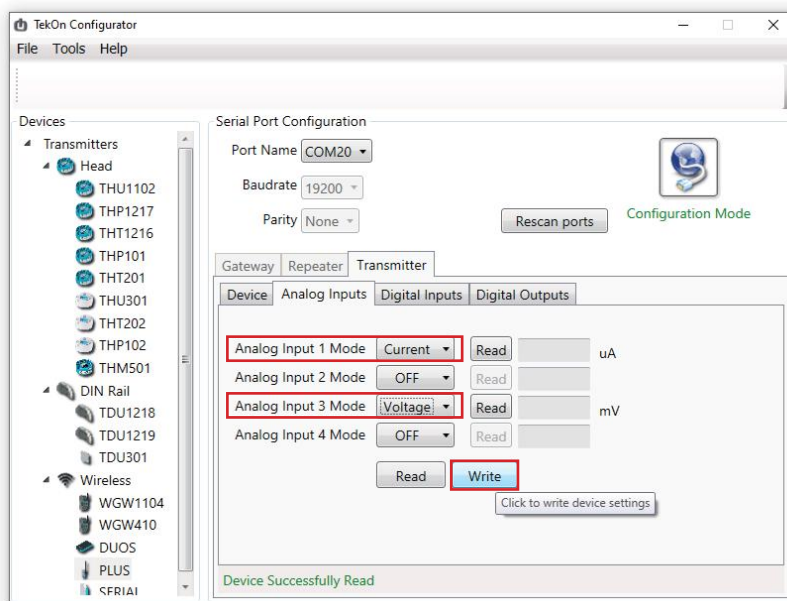 TekOn Configurator
File Tools Help
Devices
Transmitters
Head
THU1102
THP1217
THT1216
THP101
THT201
THU301
THT202
THP102
THM501
DIN Rail
TDU1218
TDU1219
TDU301
Wireless
WGW1104
WGW410
DUOS
PLUS
SERIAL
Serial Port Configuration
Port Name COM20
Baudrate 19200
Parity None
Rescan ports
Configuration Mode
Gateway Repeater Transmitter
Device Analog Inputs Digital Inputs Digital Outputs
Analog Input 1 Mode Current Read uA
Analog Input 2 Mode OFF Read
Analog Input 3 Mode Voltage Read mV
Analog Input 4 Mode OFF Read
Read Write
Click to write device settings
Device Successfully Read